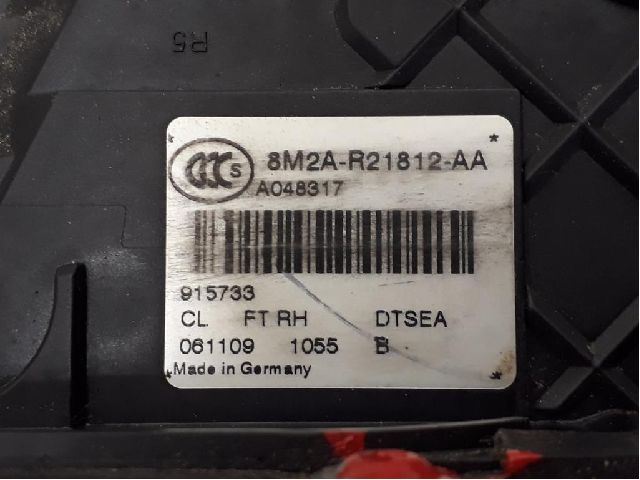 R5
CCC S 8M2A-R21812-AA
A048317
915733
CL FT RH DTSEA
061109 1055 B
Made in Germany